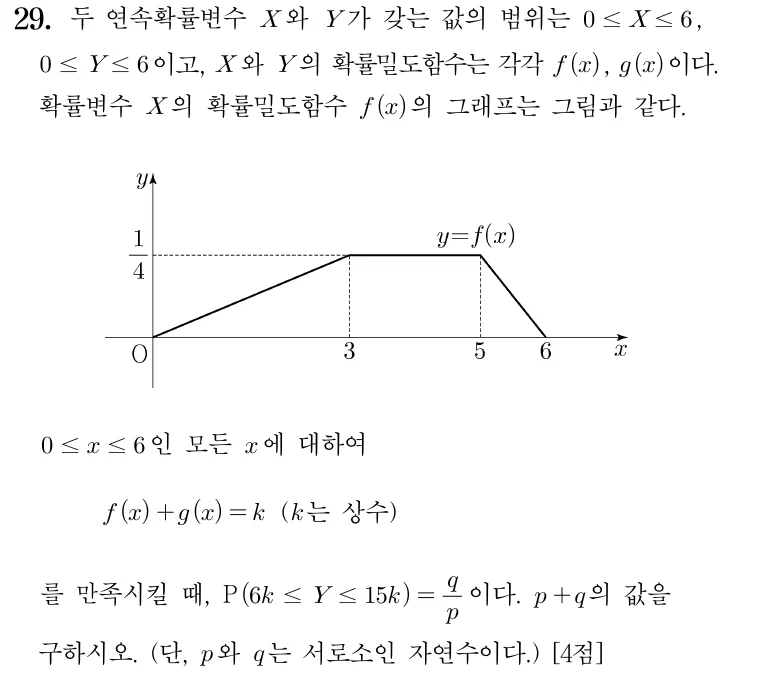 29. 두 연속확률변수 X와 Y가 갖는 값의 범위는 0 ≤ X ≤ 6,
0 ≤ Y ≤ 6이고, X와 Y의 확률밀도함수는 각각 f(x), g(x)이다.
확률변수 X의 확률밀도함수 f(x)의 그래프는 그림과 같다.
y
y=f(x)
1/4
O 3 5 6 x
0 ≤ x ≤ 6인 모든 x에 대하여
f(x)+g(x)=k (k는 상수)
를 만족시킬 때, P(6k ≤ Y ≤ 15k)= q/p 이다. p+q의 값을
구하시오. (단, p와 q는 서로소인 자연수이다.) [4점]